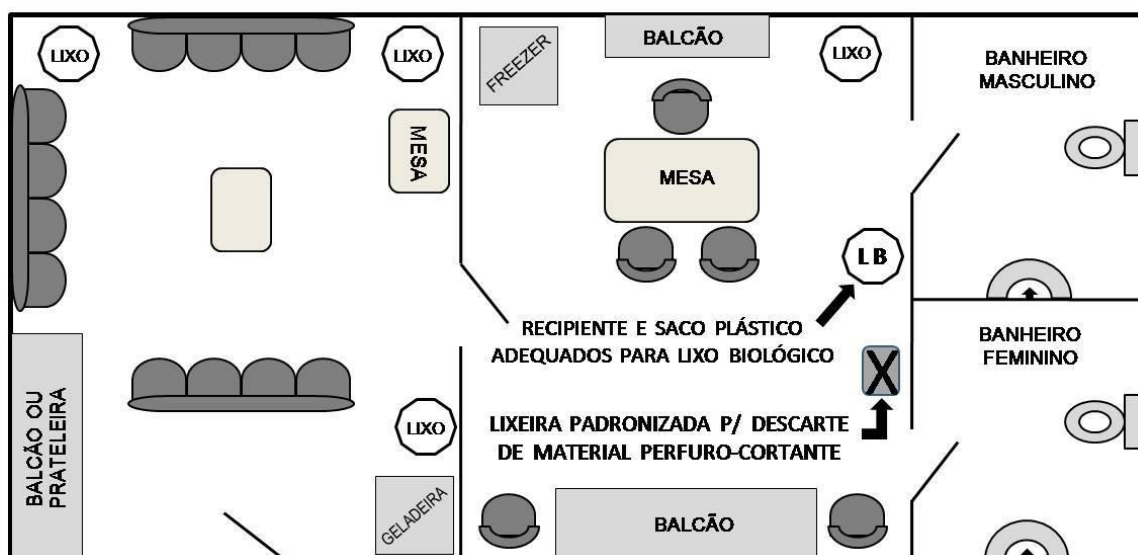 LIXO
LIXO
MESA
BALCÃO OU
PRATELEIRA
LIXO
GELADEIRA
FREEZER
BALCÃO
LIXO
MESA
LB
RECIPIENTE E SACO PLÁSTICO
ADEQUADOS PARA LIXO BIOLÓGICO
X
LIXEIRA PADRONIZADA P/ DESCARTE
DE MATERIAL PERFURO-CORTANTE
BALCÃO
BANHEIRO
MASCULINO
BANHEIRO
FEMININO